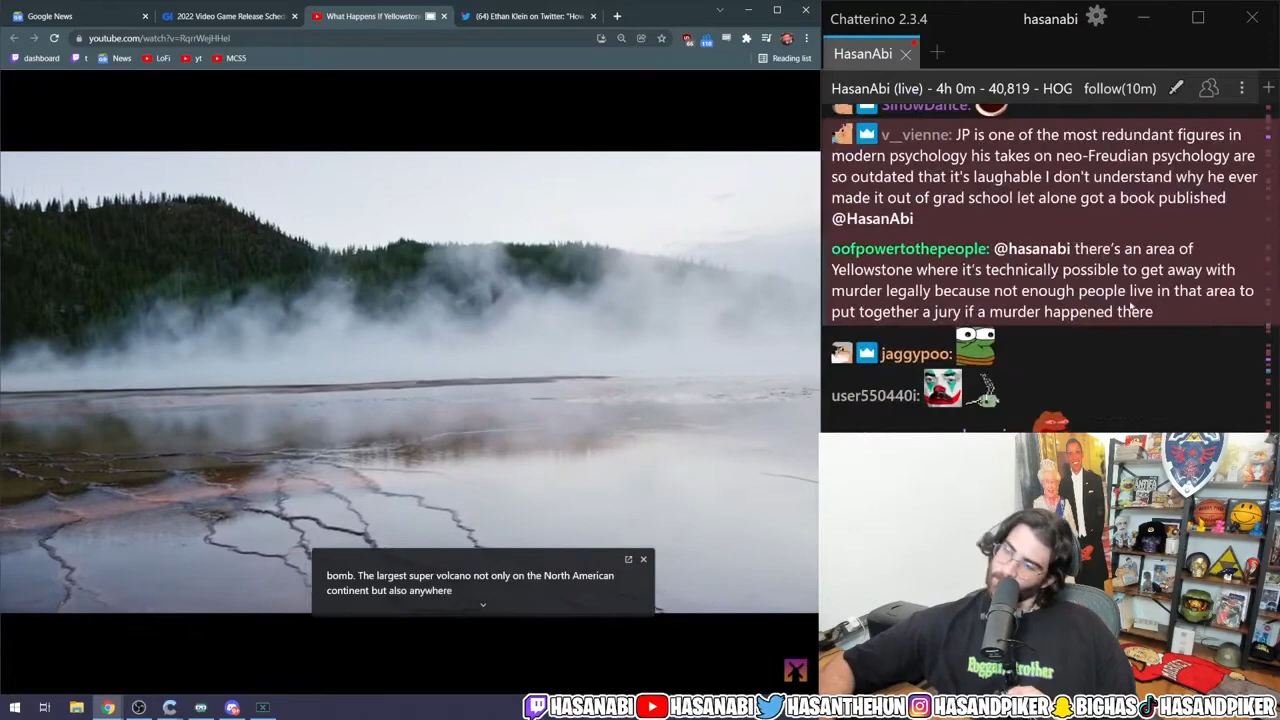 Google News
2022 Video Game Release Sched
What Happens If Yellowstone
(64) Ethan Klein on Twitter: "How
youtube.com/watch?v=RqrrWejHHeI
dashboard
t
News
LoFi
yt
MCSS
Reading list
bomb. The largest super volcano not only on the North American
continent but also anywhere
Chatterino 2.3.4
hasanabi
HasanAbi
HasanAbi (live) - 4h 0m - 40,819 - HOG
follow(10m)
SnowDance:
v__vienne: JP is one of the most redundant figures in
modern psychology his takes on neo-Freudian psychology are
so outdated that it's laughable I don't understand why he ever
made it out of grad school let alone got a book published
@HasanAbi
oofpowertothepeople: @hasanabi there's an area of
Yellowstone where it's technically possible to get away with
murder legally because not enough people live in that area to
put together a jury if a murder happened there
jaggypoo:
user550440i:
HASANABI
HASANABI
HASANTHEHUN
HASANDPIKER
BIGHAS
HASANDPIKER